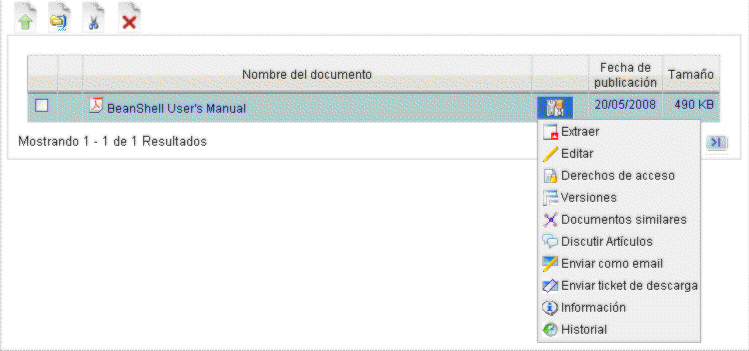 Nombre del documento
Fecha de
publicación
Tamaño
BeanShell User's Manual
20/05/2008
490 KB
Mostrando 1 - 1 de 1 Resultados
Extraer
Editar
Derechos de acceso
Versiones
Documentos similares
Discutir Artículos
Enviar como email
Enviar ticket de descarga
Información
Historial